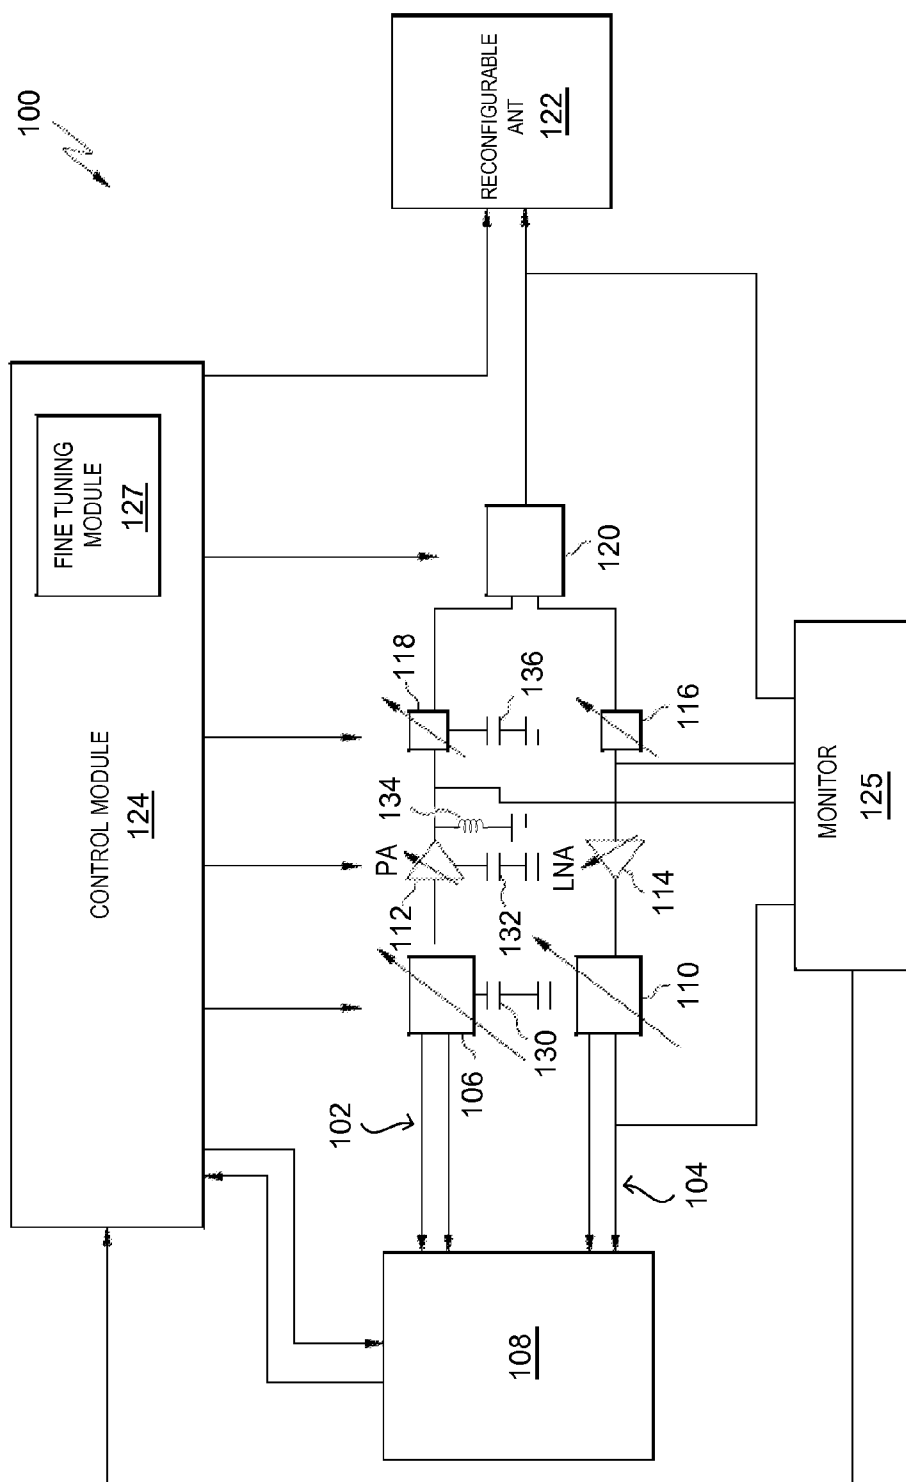 100
CONTROL MODULE
124
FINE TUNING
MODULE
127
RECONFIGURABLE
ANT
122
108
102
106
130
PA
112
132
134
118
136
120
104
110
LNA
114
116
MONITOR
125